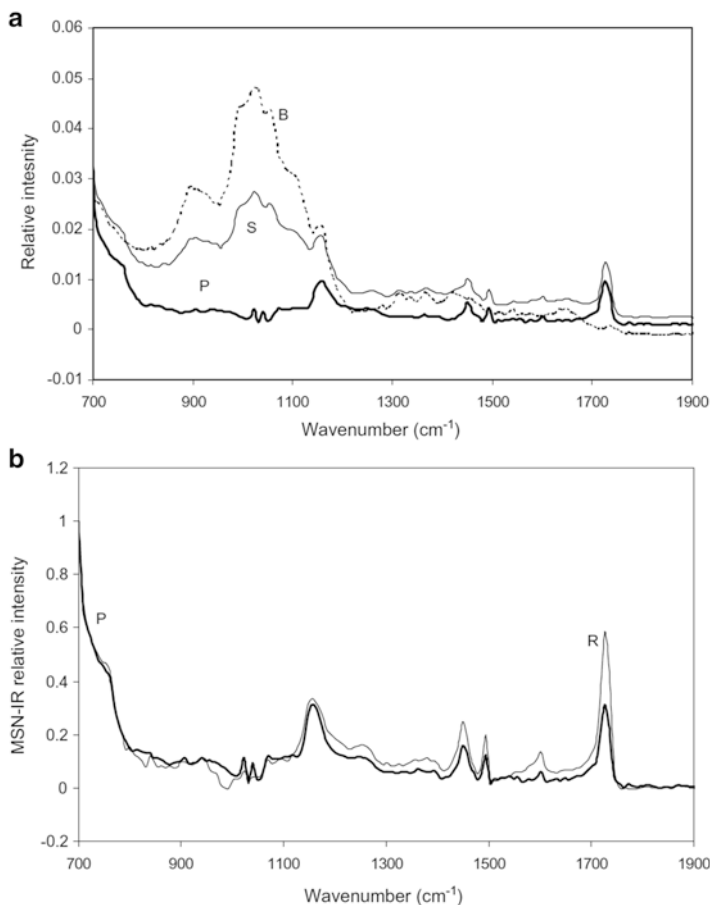 a
0.06
0.05
B
0.04
Relative intesnity
0.03
0.02
S
P
0.01
0
-0.01
700 900 1100 1300 1500 1700 1900
Wavenumber (cm-1)
b
1.2
1
MSN-IR relative intensity
0.8
P
R
0.6
0.4
0.2
0
-0.2
700 900 1100 1300 1500 1700 1900
Wavenumber (cm-1)